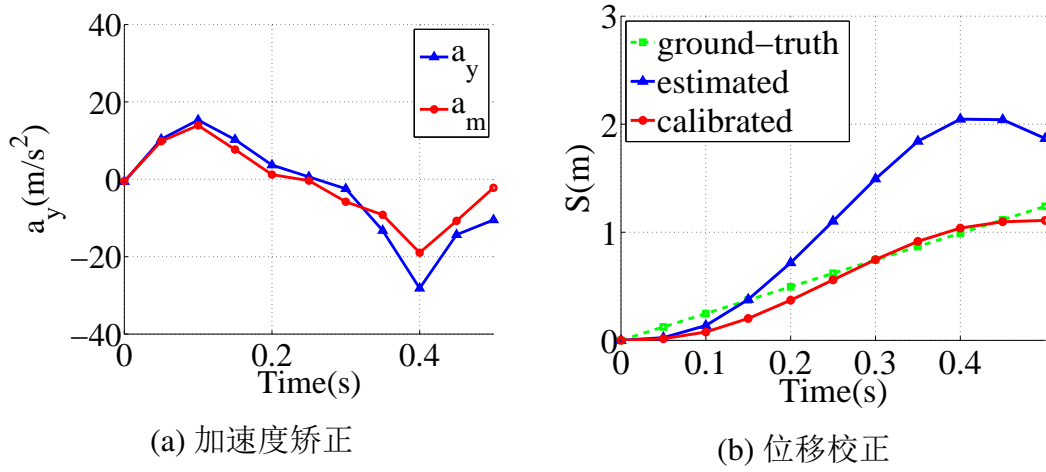 40
20
0
−20
−40
a_y(m/s^2)
a_y
a_m
0
0.2
0.4
Time(s)
(a) 加速度矫正
3
2
1
0
S(m)
ground−truth
estimated
calibrated
0
0.1
0.2
0.3
0.4
Time(s)
(b) 位移校正